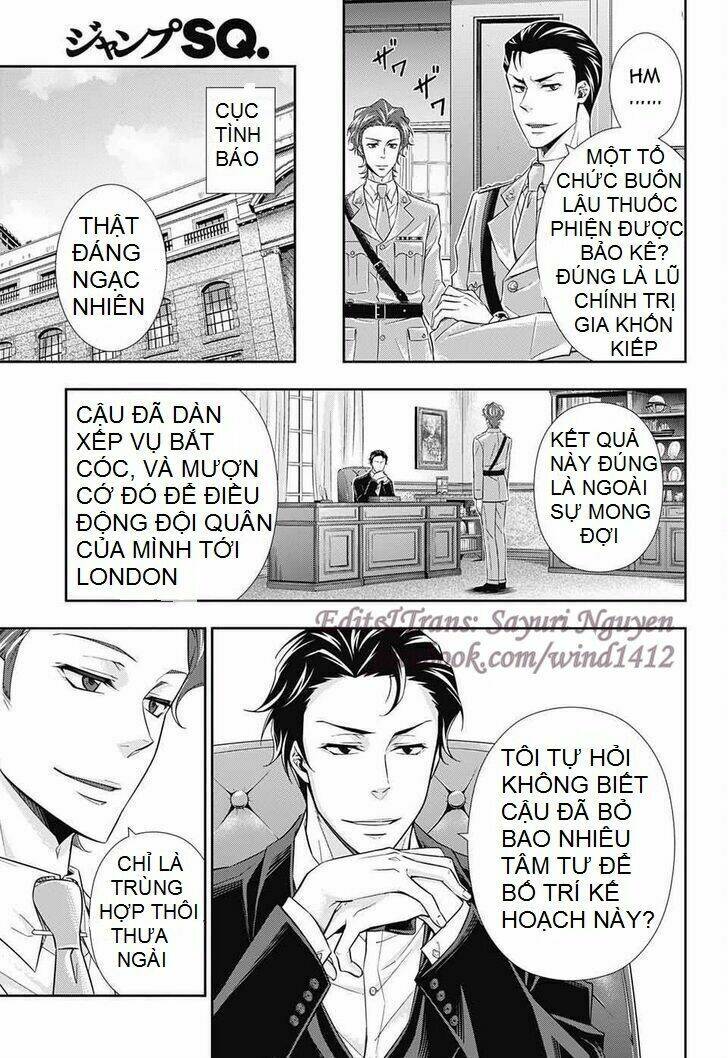 ジャンプSQ.
HM
......
MỘT TỔ
CHỨC BUÔN
LẬU THUỐC
PHIỆN ĐƯỢC
BẢO KÊ?
ĐÚNG LÀ LŨ
CHÍNH TRỊ
GIA KHỐN
KIẾP
ザワ
ザワ
CỤC
TÌNH
BÁO
THẬT
ĐÁNG
NGẠC
NHIÊN
KẾT QUẢ
NÀY ĐÚNG
LÀ NGOÀI
SỰ MONG
ĐỢI
CẬU ĐÃ DÀN
XẾP VỤ BẮT
CÓC, VÀ MƯỢN
CỚ ĐÓ ĐỂ ĐIỀU
ĐỘNG ĐỘI QUÂN
CỦA MÌNH TỚI
LONDON
Edits|Trans: Sayuri Nguyen
ook.com/wind1412
TÔI TỰ HỎI
KHÔNG BIẾT
CẬU ĐÃ BỎ
BAO NHIÊU
TÂM TƯ ĐỂ
BỐ TRÍ KẾ
HOẠCH NÀY?
CHỈ LÀ
TRÙNG
HỢP THÔI
THƯA
NGÀI